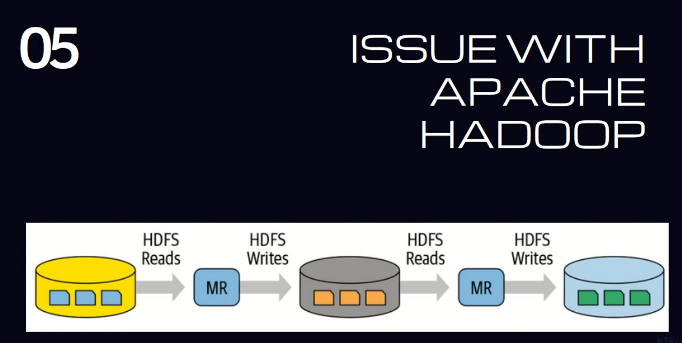 05
ISSUE WITH
APACHE
HADOOP
HDFS
Reads
HDFS
Writes
HDFS
Reads
HDFS
Writes
MR
MR